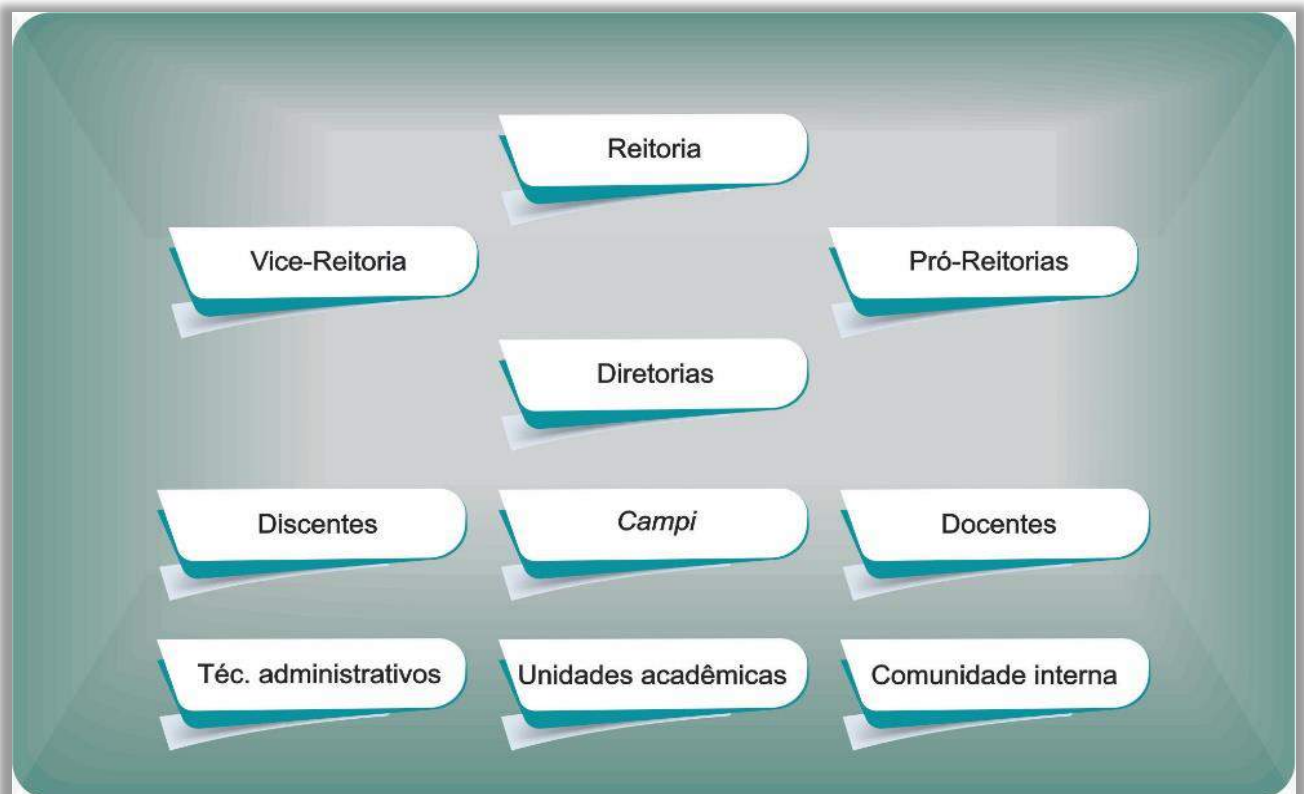 Reitoria
Vice-Reitoria
Pró-Reitorias
Diretorias
Discentes
Campi
Docentes
Téc. administrativos
Unidades acadêmicas
Comunidade interna